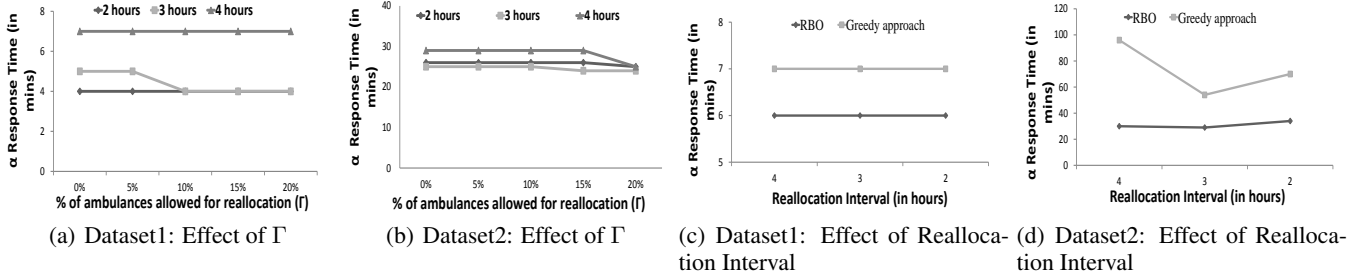 α Response Time (in
mins)
8
6
4
2
0
2 hours
3 hours
4 hours
0%
5%
10%
15%
20%
% of ambulances allowed for reallocation (Γ)
(a) Dataset1: Effect of Γ
α Response Time (in
mins)
40
30
20
10
0
2 hours
3 hours
4 hours
0%
5%
10%
15%
20%
% of ambulances allowed for reallocation (Γ)
(b) Dataset2: Effect of Γ
α Response Time (in
mins)
8
7
6
5
RBO
Greedy approach
4
3
2
Reallocation Interval (in hours)
(c) Dataset1: Effect of Realloca-
tion Interval
α Response Time (in
mins)
120
100
80
60
40
20
0
RBO
Greedy approach
4
3
2
Reallocation Interval (in hours)
(d) Dataset2: Effect of Realloca-
tion Interval